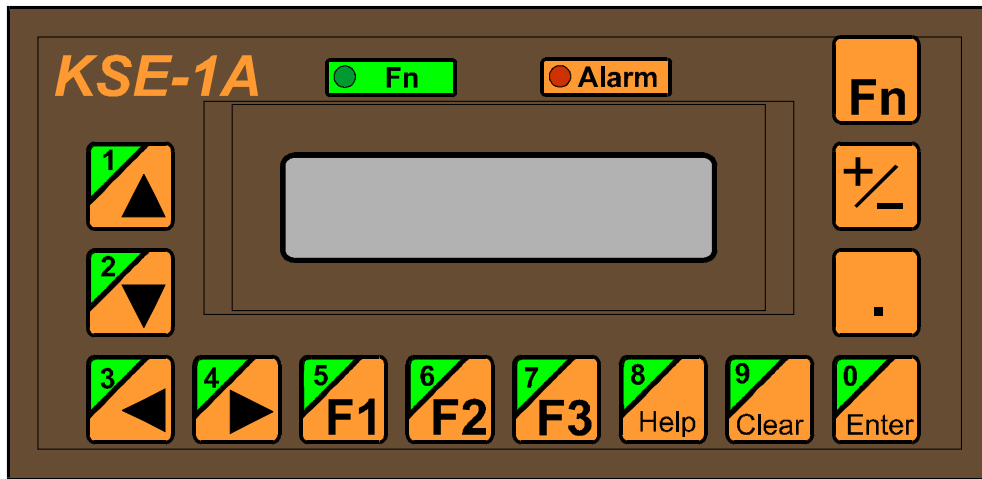 KSE-1A
Fn
Alarm
Fn
1
+/−
2
.
3
4
5 F1
6 F2
7 F3
8 Help
9 Clear
0 Enter